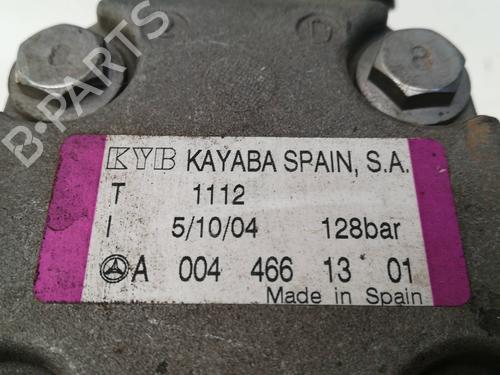 B-PARTS
KYB KAYABA SPAIN, S.A.
T 1112
I 5/10/04 128bar
A 004 466 13 01
Made in Spain